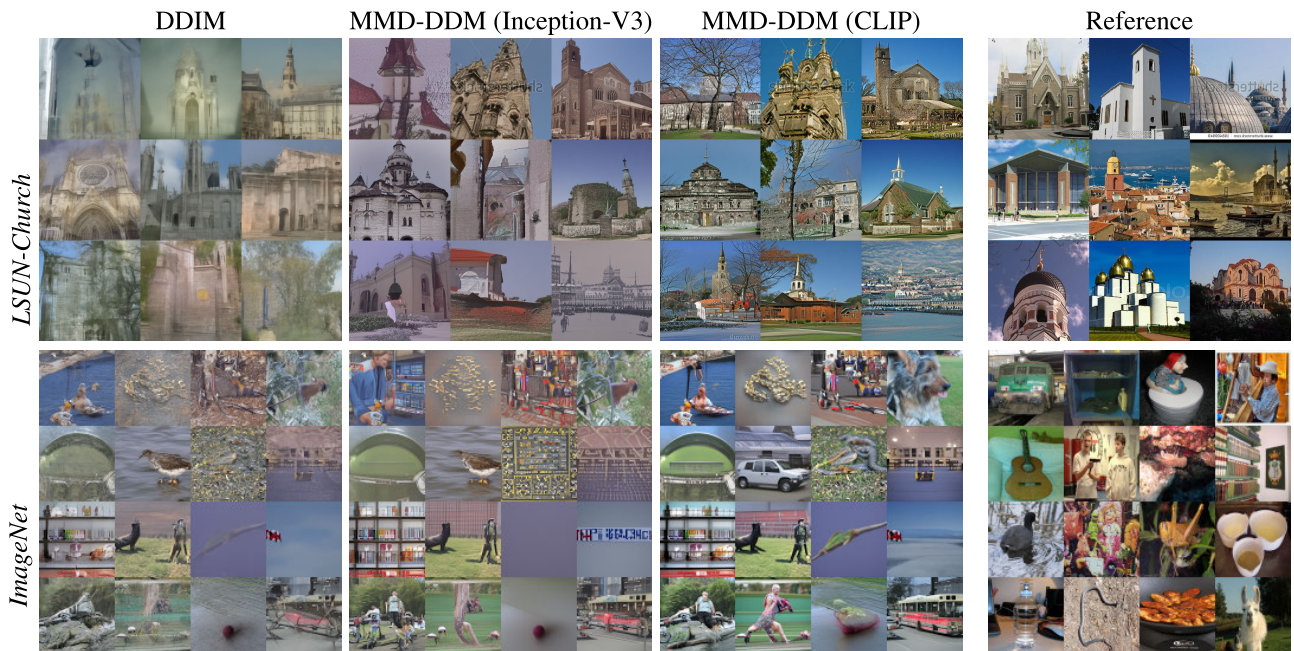 DDIM
MMD-DDM (Inception-V3)
MMD-DDM (CLIP)
Reference
LSUN-Church
ImageNet